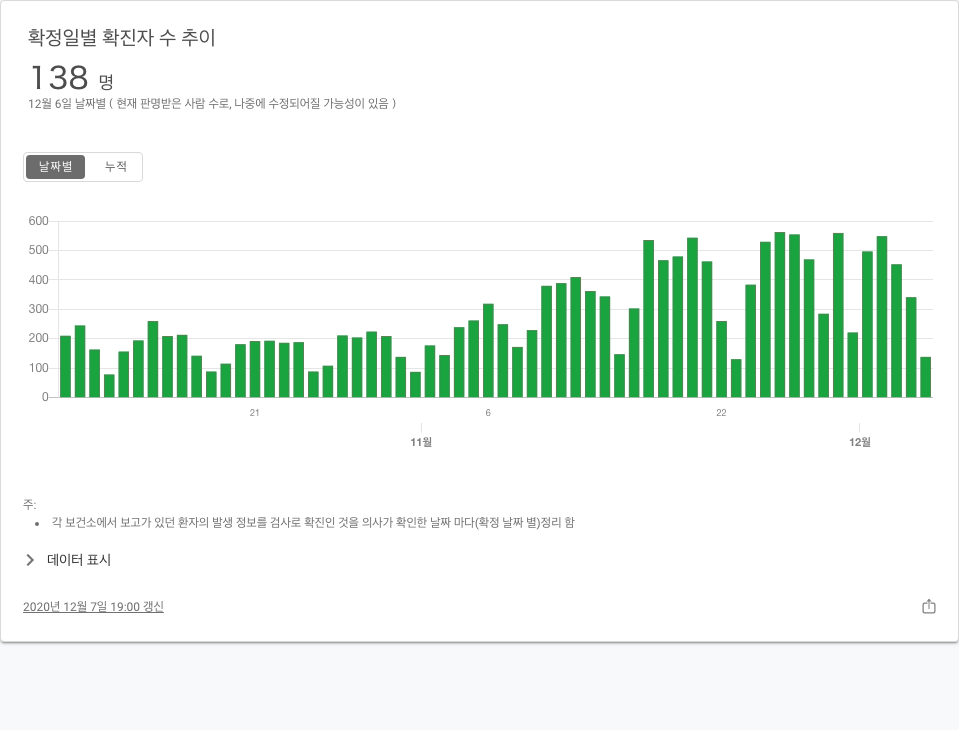 확정일별 확진자 수 추이
138 명
12월 6일 날짜별 ( 현재 판명받은 사람 수로, 나중에 수정되어질 가능성이 있음 )
날짜별 누적
600
500
400
300
200
100
0
21 6 22
11월 12월
주:
• 각 보건소에서 보고가 있던 환자의 발생 정보를 검사로 확진인 것을 의사가 확인한 날짜 마다(확정 날짜 별)정리 함
데이터 표시
2020년 12월 7일 19:00 갱신